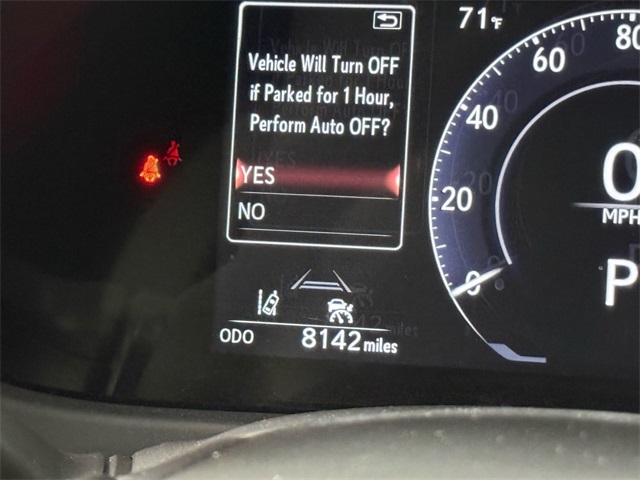 71°F
Vehicle Will Turn OFF
if Parked for 1 Hour,
Perform Auto OFF?
YES
NO
80
60
40
20
0
0
MPH
P
ODO 8142 miles